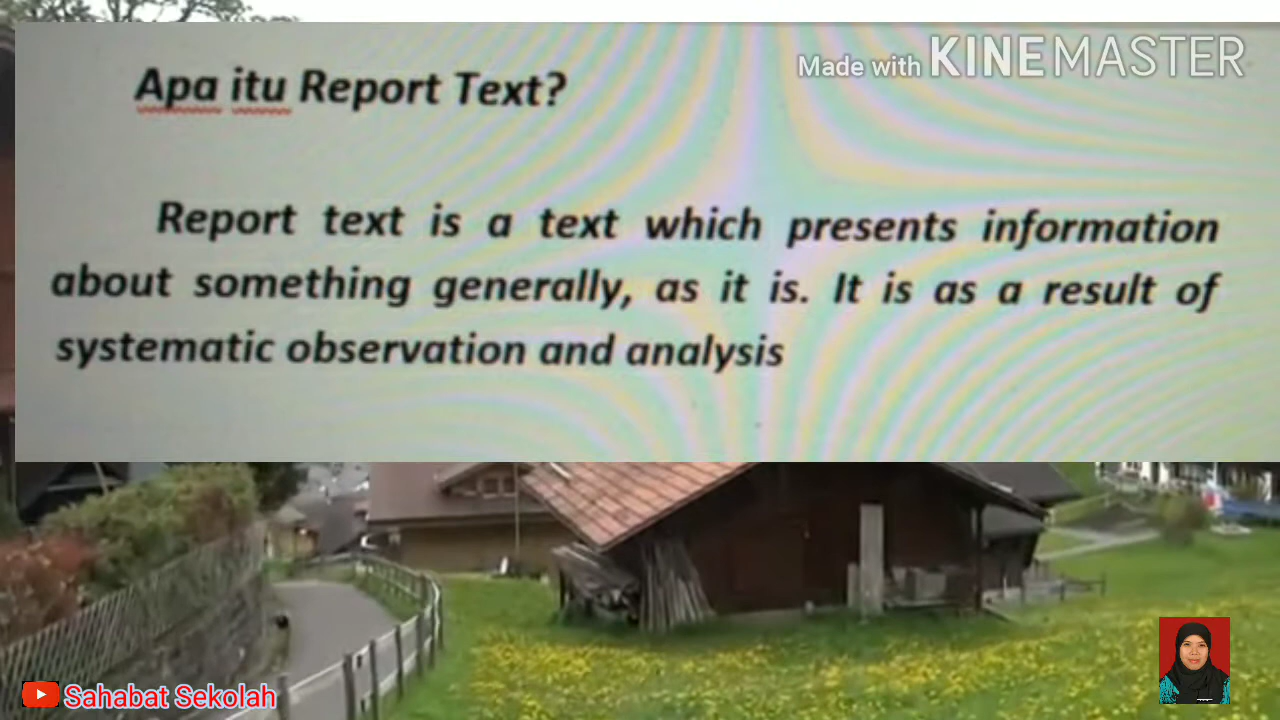 Made with KINEMASTER
Apa itu Report Text?
Report text is a text which presents information
about something generally, as it is. It is as a result of
systematic observation and analysis
Sahabat Sekolah